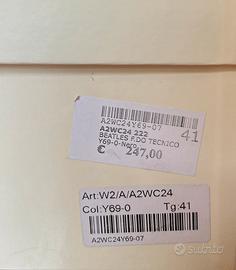 A2WC24Y69-07
A2WC24 222
BEATLES F.DO TECNICO
Y69-0-Nero
41
€ 247,00
Art:W2/A/A2WC24
Col:Y69-0 Tg:41
A2WC24Y69-07
subito